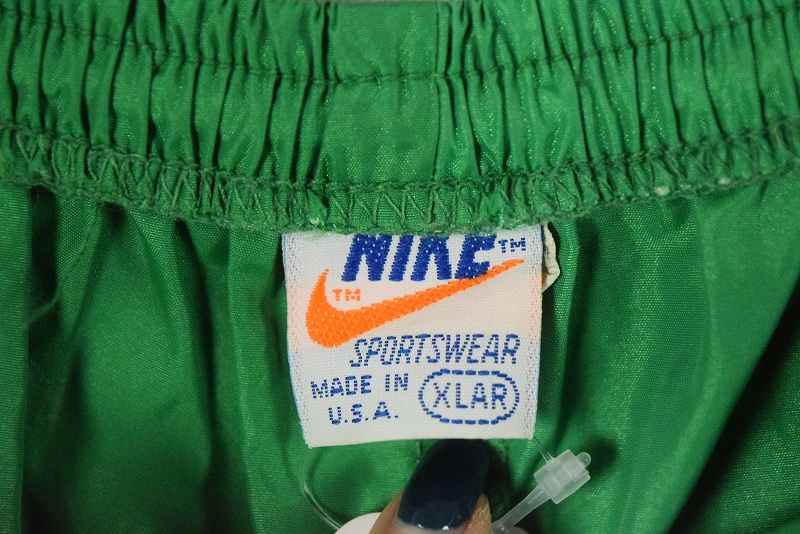 NIKE™
™
SPORTSWEAR
MADE IN
U.S.A.
XLAR